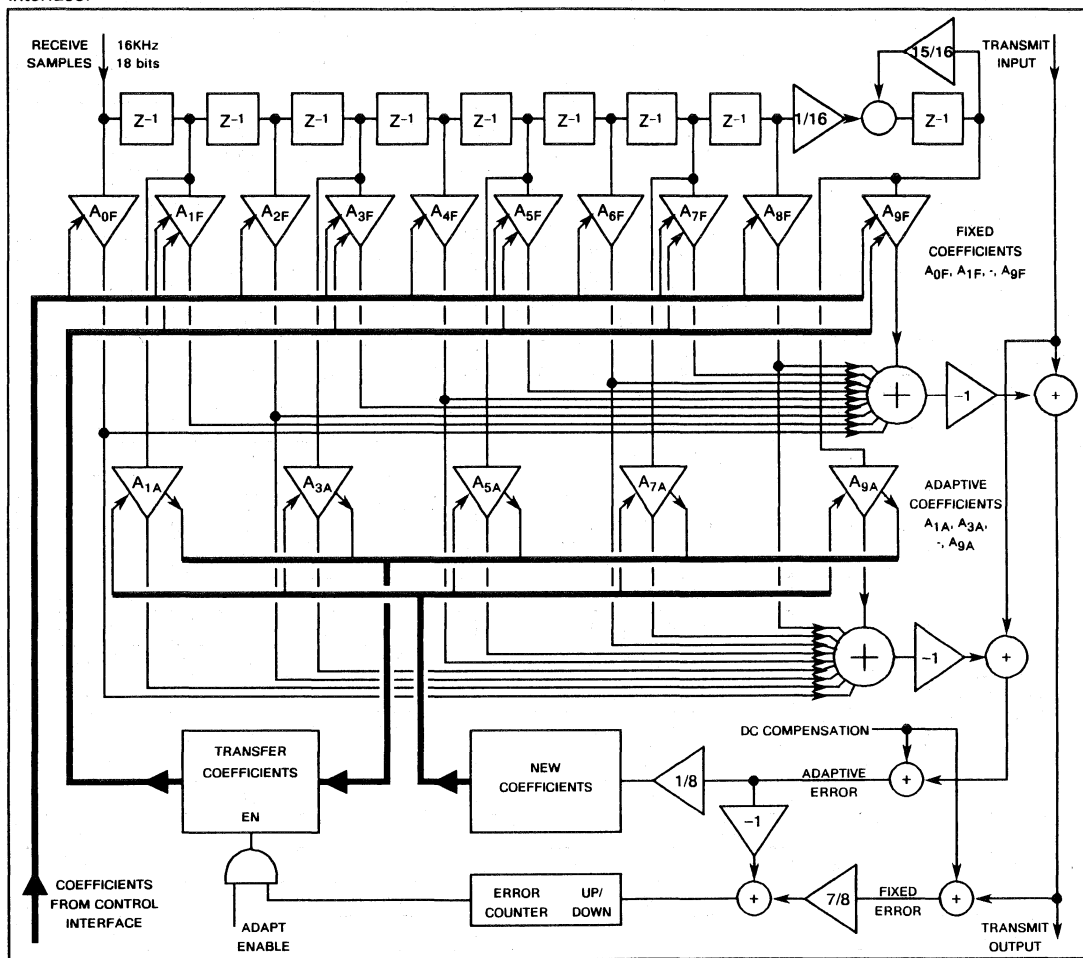 interface.
RECEIVE
SAMPLES
16KHz
18 bits
TRANSMIT
INPUT
15/16
Z-1 Z-1 Z-1 Z-1 Z-1 Z-1 Z-1 Z-1 1/16 Z-1
A0F A1F A2F A3F A4F A5F A6F A7F A8F A9F
FIXED
COEFFICIENTS
A0F, A1F, -, A9F
+ -1 +
A1A A3A A5A A7A A9A
ADAPTIVE
COEFFICIENTS
A1A, A3A,
-, A9A
+ -1 +
DC COMPENSATION
TRANSFER
COEFFICIENTS
EN
NEW
COEFFICIENTS
1/8
ADAPTIVE
ERROR
+
-1
COEFFICIENTS
FROM CONTROL
INTERFACE
ADAPT
ENABLE
ERROR
COUNTER
UP/
DOWN
+
7/8
FIXED
ERROR
+
TRANSMIT
OUTPUT